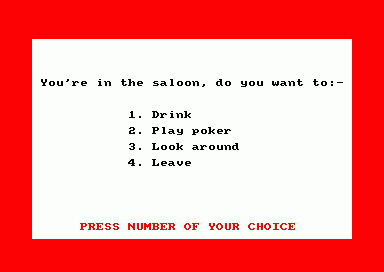 You're in the saloon, do you want to:-
1. Drink
2. Play poker
3. Look around
4. Leave
PRESS NUMBER OF YOUR CHOICE